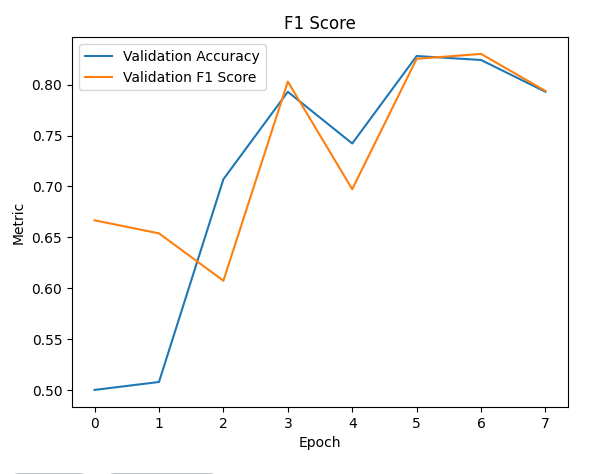 F1 Score
Validation Accuracy
Validation F1 Score
Metric
0.80
0.75
0.70
0.65
0.60
0.55
0.50
0 1 2 3 4 5 6 7
Epoch